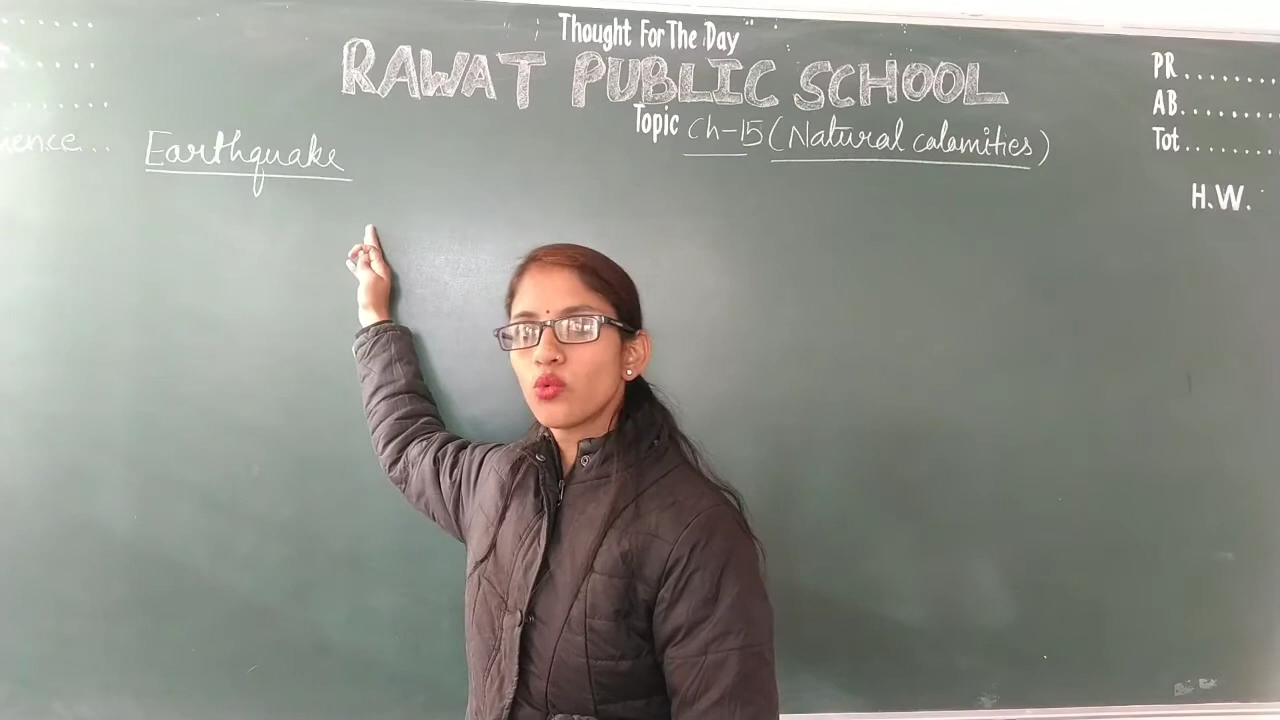 Thought For The Day
RAWAT PUBLIC SCHOOL
Topic Ch-15 (Natural calamities)
Earthquake
PR........
AB........
Tot........
H.W.